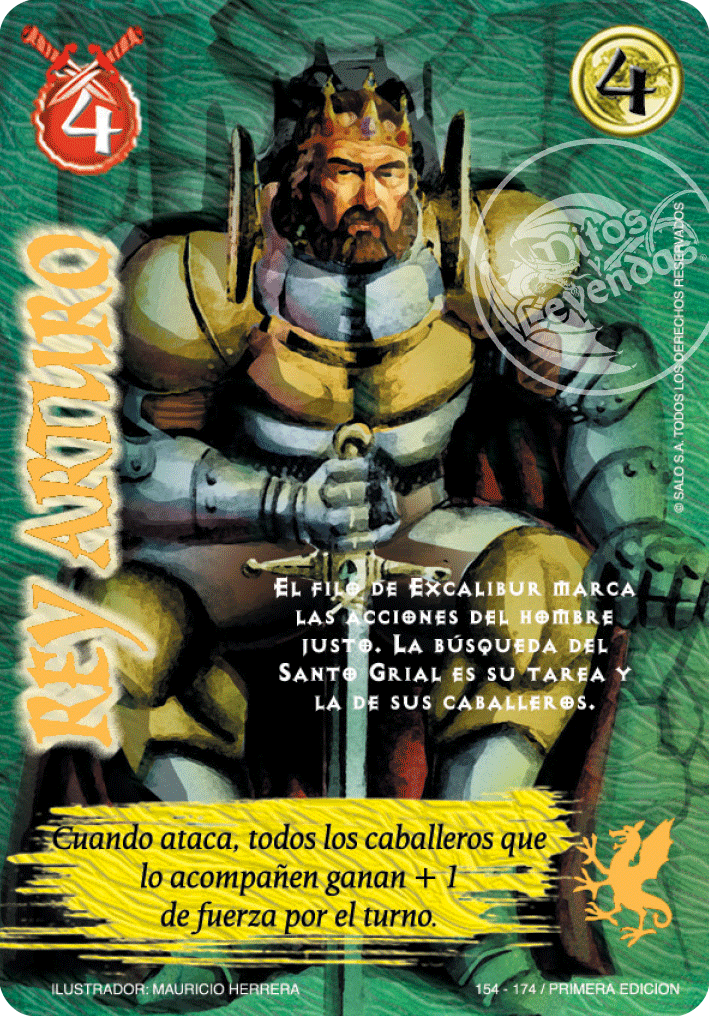 4
4
Mitos
y
Leyendas
REY ARTURO
© SALO S.A. TODOS LOS DERECHOS RESERVADOS
El filo de Excalibur marca
las acciones del hombre
justo. La búsqueda del
Santo Grial es su tarea y
la de sus caballeros.
Cuando ataca, todos los caballeros que
lo acompañen ganan + 1
de fuerza por el turno.
ILUSTRADOR: MAURICIO HERRERA
154 - 174 / PRIMERA EDICION